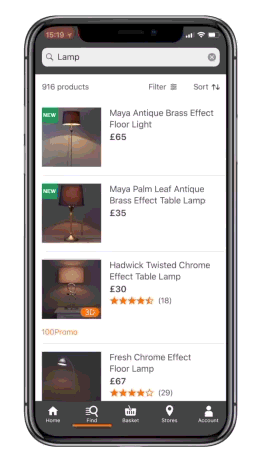 15:19
Lamp
916 products Filter Sort
NEW
Maya Antique Brass Effect
Floor Light
£65
NEW
Maya Palm Leaf Antique
Brass Effect Table Lamp
£35
Hadwick Twisted Chrome
Effect Table Lamp
£30
(18)
3D
100Promo
Fresh Chrome Effect
Floor Lamp
£67
(29)
Home Find Basket Stores Account